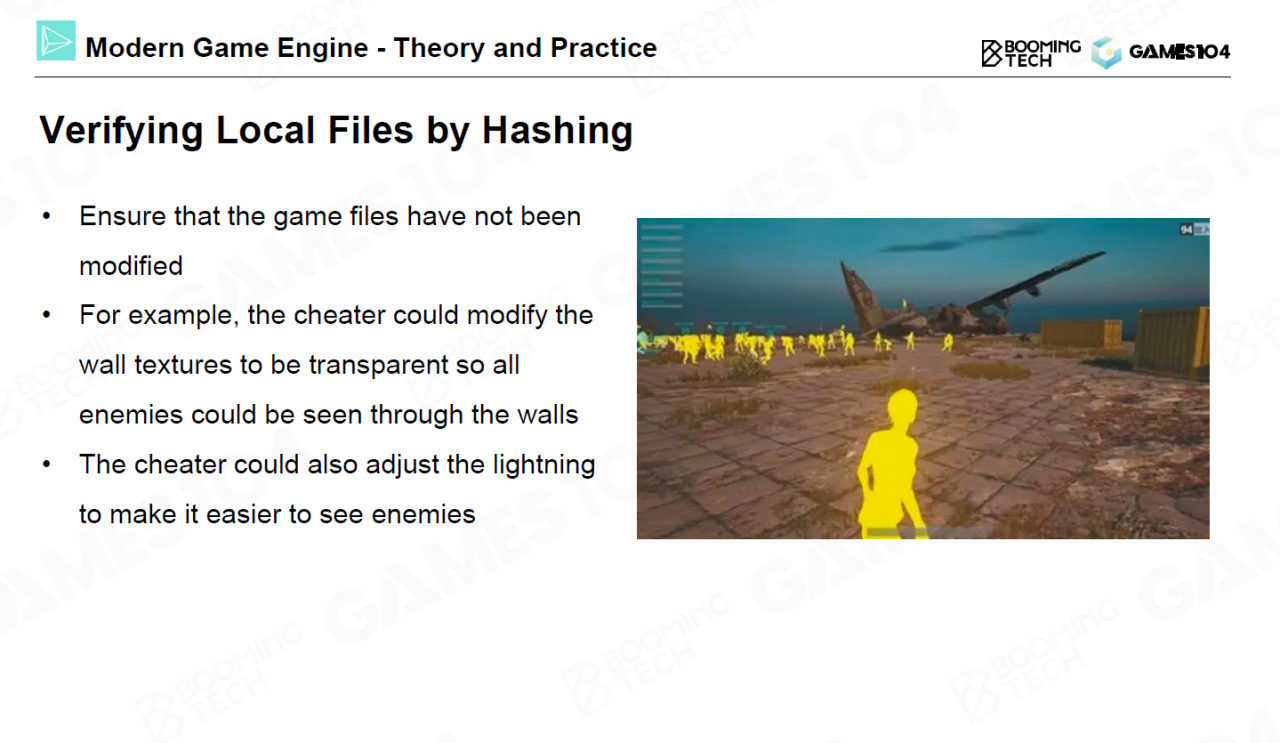 Modern Game Engine - Theory and Practice
BOOMING
TECH
GAMES104
Verifying Local Files by Hashing
• Ensure that the game files have not been
modified
• For example, the cheater could modify the
wall textures to be transparent so all
enemies could be seen through the walls
• The cheater could also adjust the lightning
to make it easier to see enemies
94